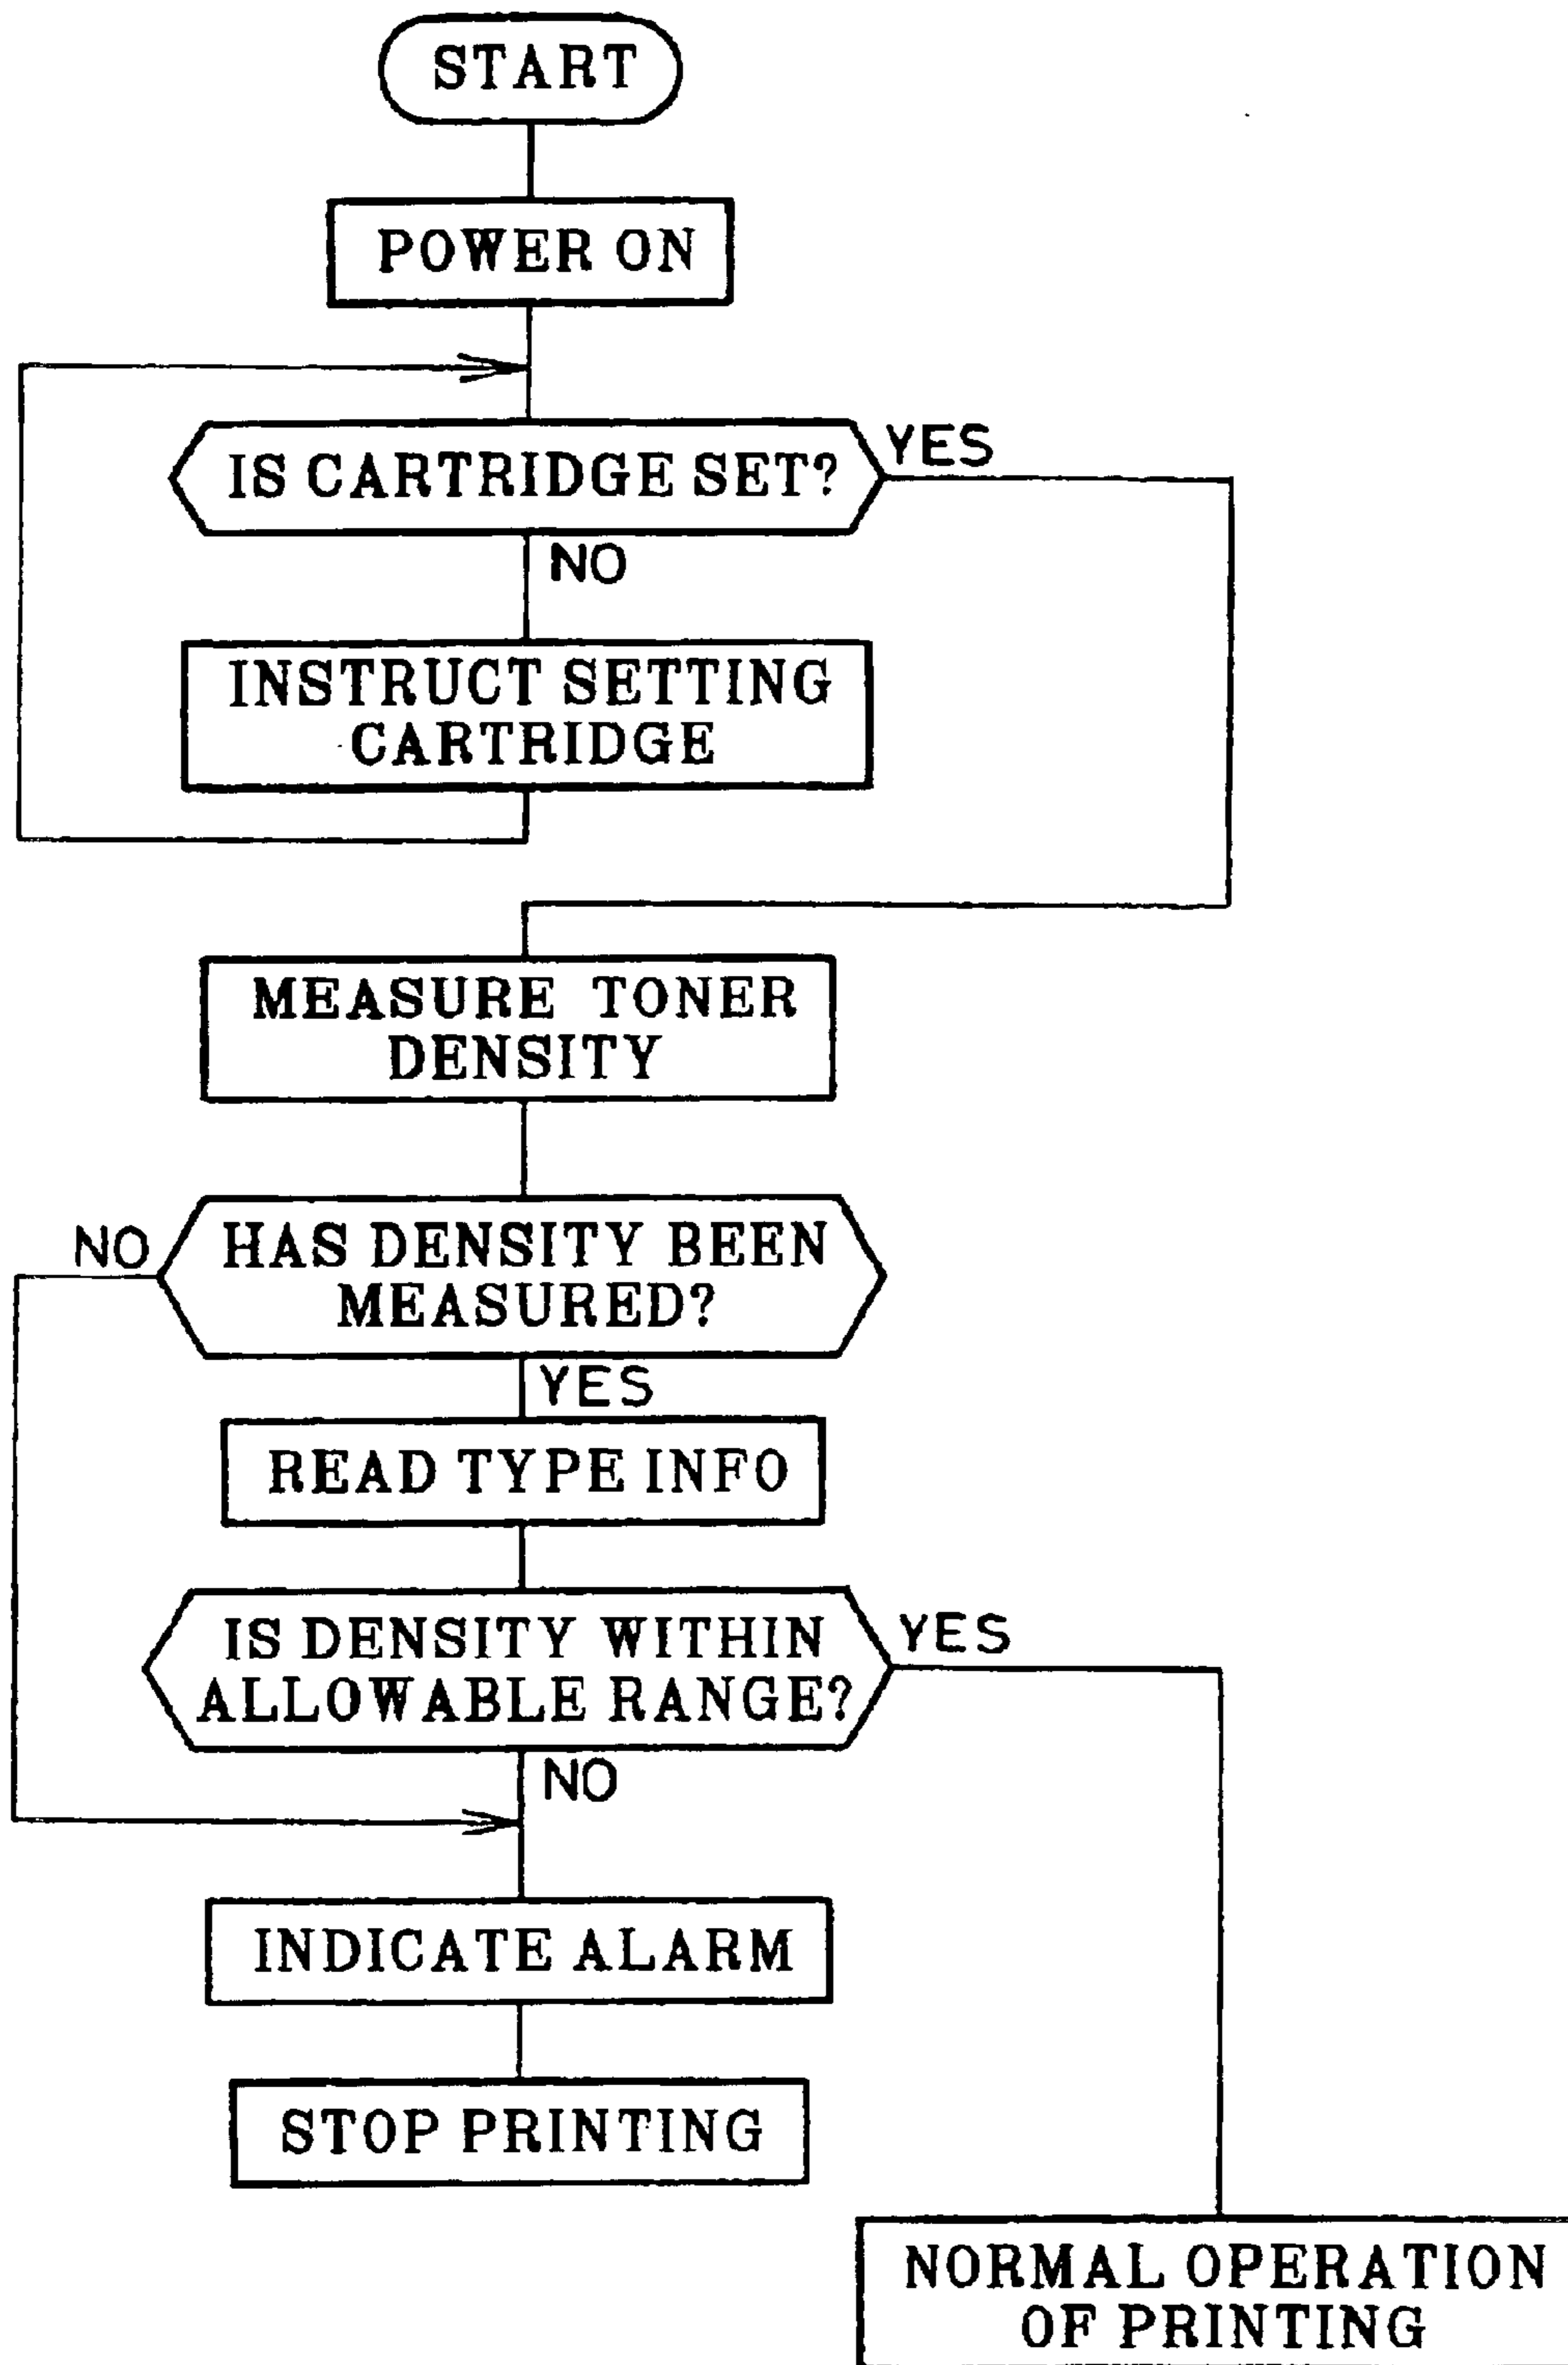 START
POWER ON
IS CARTRIDGE SET?
YES
NO
INSTRUCT SETTING
CARTRIDGE
MEASURE TONER
DENSITY
NO
HAS DENSITY BEEN
MEASURED?
YES
READ TYPE INFO
IS DENSITY WITHIN
ALLOWABLE RANGE?
YES
NO
INDICATE ALARM
STOP PRINTING
NORMAL OPERATION
OF PRINTING